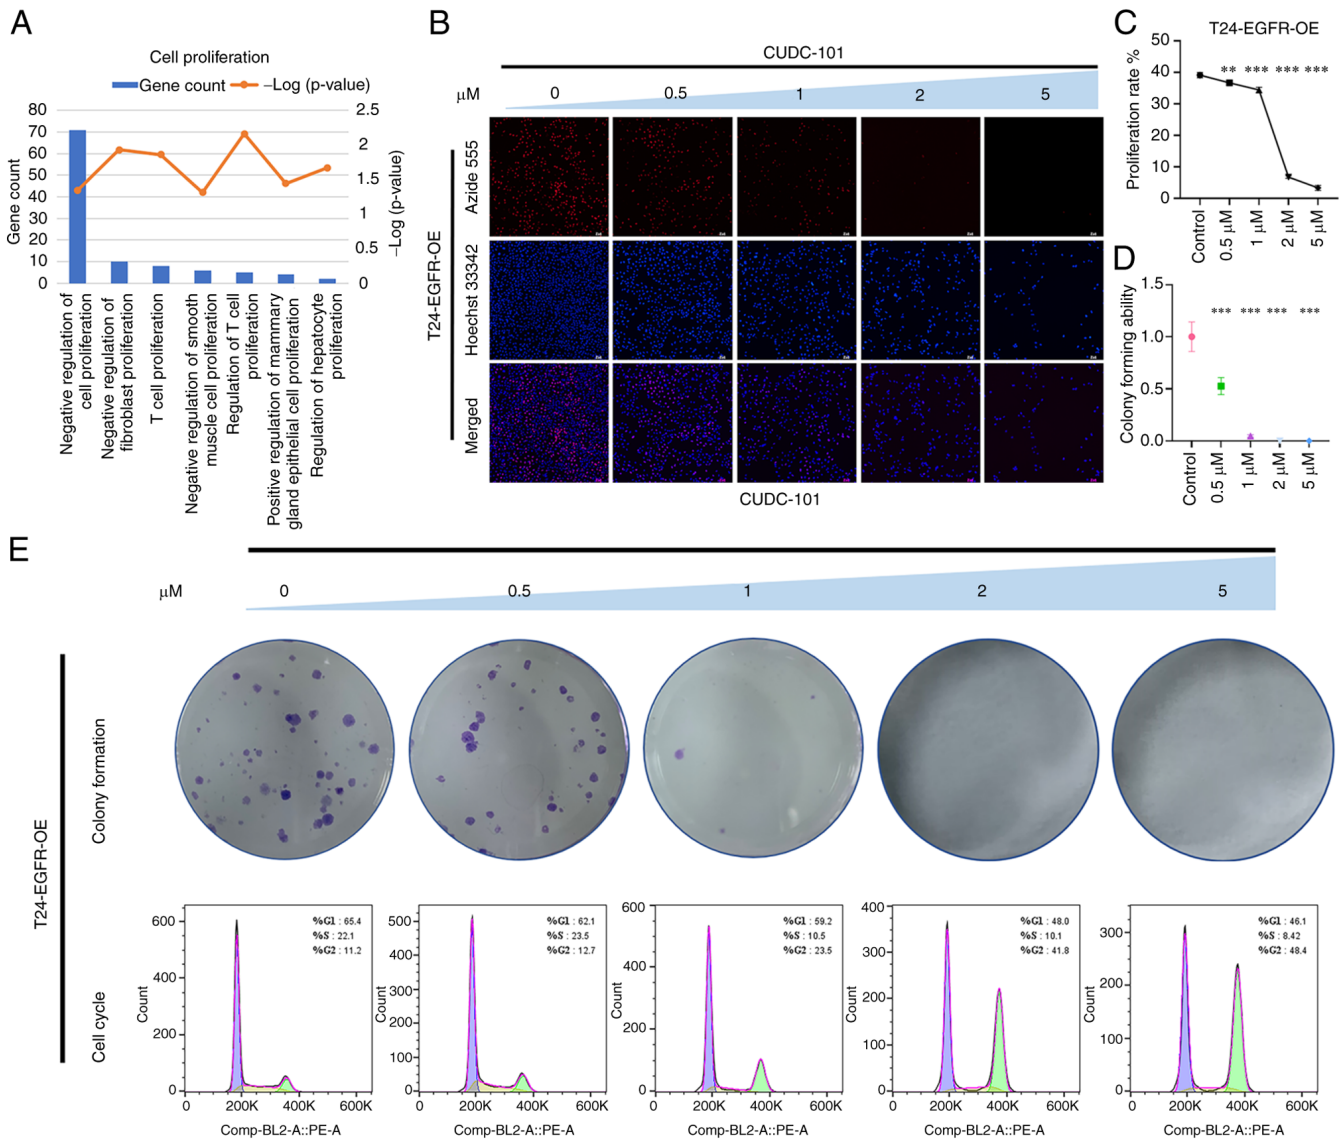 A
Cell proliferation
Gene count
–Log (p-value)
80
70
60
50
40
30
20
10
0
Gene count
2.5
2
1.5
1
0.5
0
–Log (p-value)
Negative regulation of
cell proliferation
Negative regulation of
fibroblast proliferation
T cell proliferation
Negative regulation of smooth
muscle cell proliferation
Regulation of T cell
proliferation
Positive regulation of mammary
gland epithelial cell proliferation
Regulation of hepatocyte
proliferation
B
CUDC-101
μM 0 0.5 1 2 5
T24-EGFR-OE
Azide 555
Hoechst 33342
Merged
CUDC-101
C
T24-EGFR-OE
Proliferation rate %
50
40
30
20
10
0
** *** *** ***
Control
0.5 μM
1 μM
2 μM
5 μM
D
Colony forming ability
1.5
1.0
0.5
0.0
*** *** *** ***
Control
0.5 μM
1 μM
2 μM
5 μM
E
μM 0 0.5 1 2 5
T24-EGFR-OE
Colony formation
Cell cycle
Count
600
400
200
0
%G1 : 65.4
%S : 22.1
%G2 : 11.2
0 200K 400K 600K
Comp-BL2-A::PE-A
Count
500
400
300
200
100
0
%G1 : 62.1
%S : 23.5
%G2 : 12.7
0 200K 400K 600K
Comp-BL2-A::PE-A
Count
600
400
200
0
%G1 : 59.2
%S : 10.5
%G2 : 23.5
0 200K 400K 600K
Comp-BL2-A::PE-A
Count
400
300
200
100
0
%G1 : 48.0
%S : 10.1
%G2 : 41.8
0 200K 400K 600K
Comp-BL2-A::PE-A
Count
300
200
100
0
%G1 : 46.1
%S : 8.42
%G2 : 48.4
0 200K 400K 600K
Comp-BL2-A::PE-A